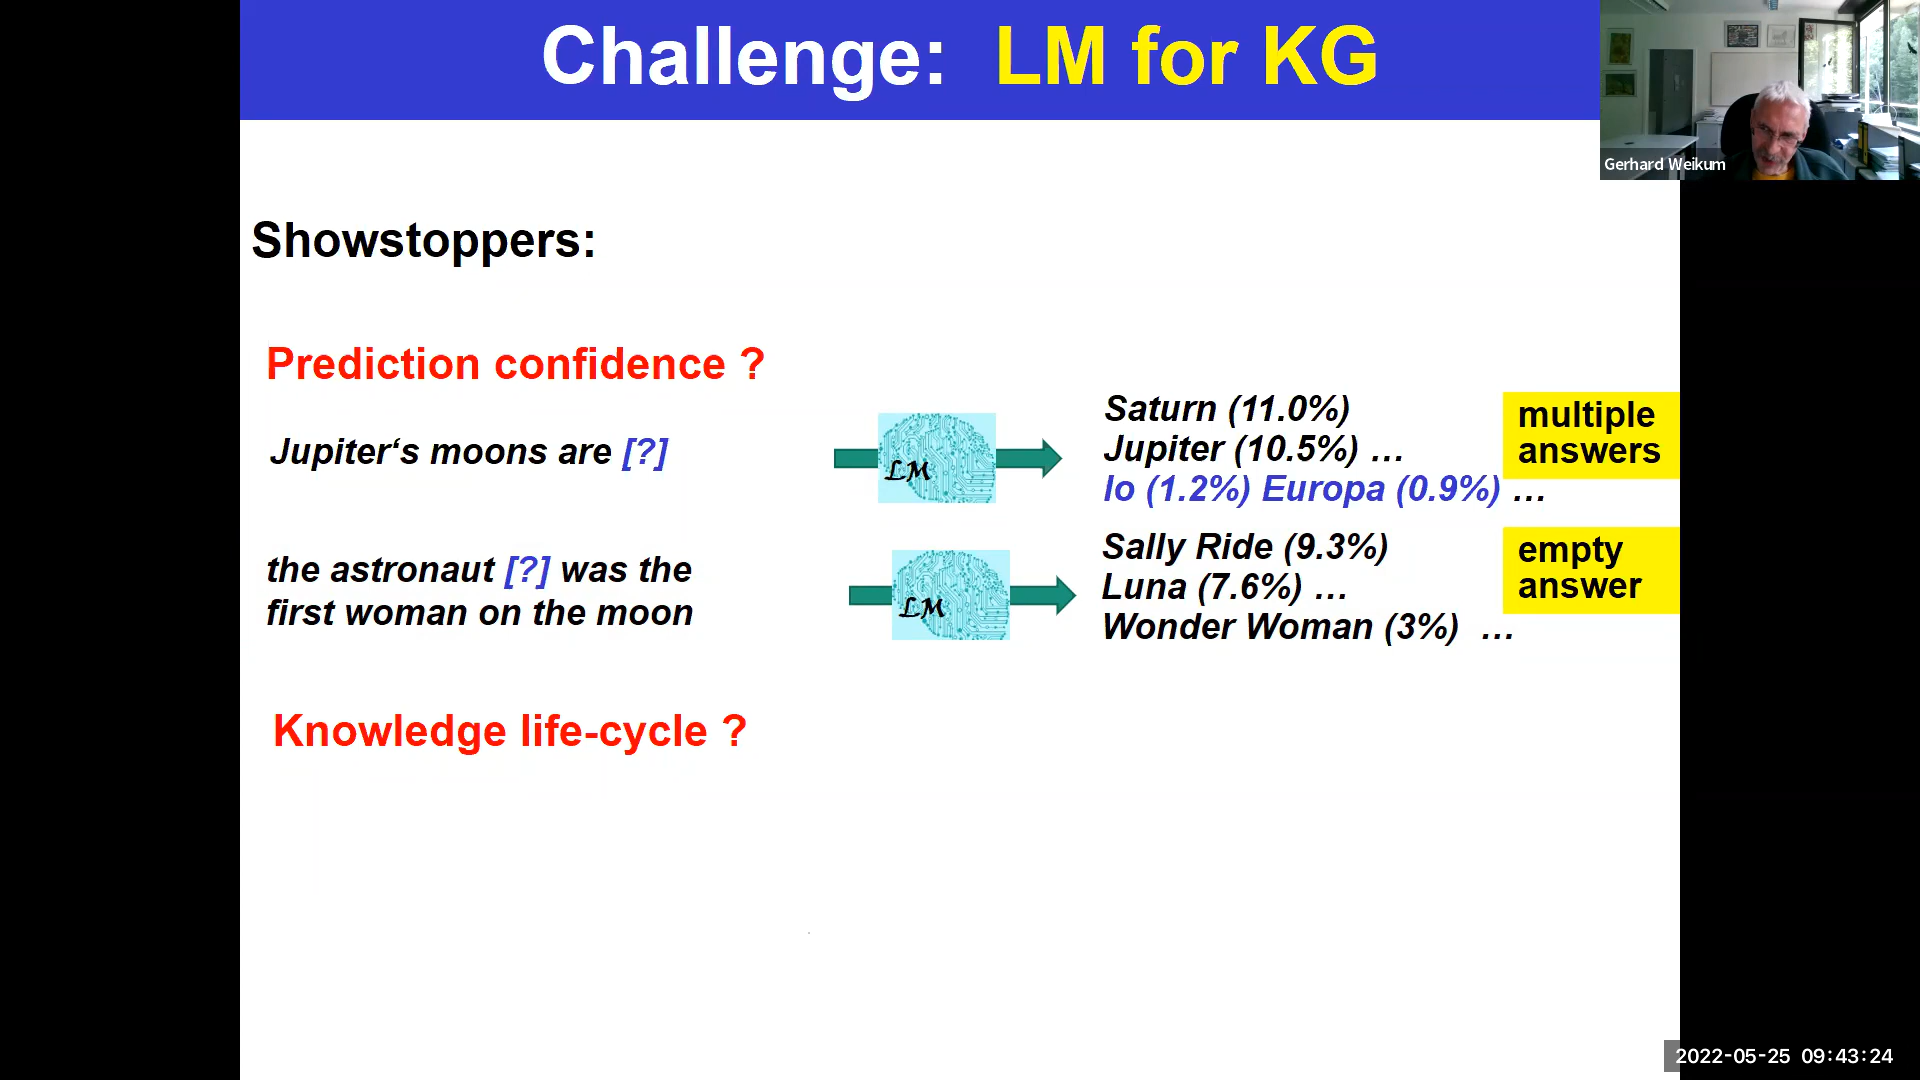 Challenge: LM for KG
Gerhard Weikum
Showstoppers:
Prediction confidence ?
Jupiter‘s moons are [?]
LM
Saturn (11.0%)
Jupiter (10.5%) …
Io (1.2%) Europa (0.9%) …
multiple
answers
the astronaut [?] was the
first woman on the moon
LM
Sally Ride (9.3%)
Luna (7.6%) …
Wonder Woman (3%) …
empty
answer
Knowledge life-cycle ?
2022-05-25 09:43:24